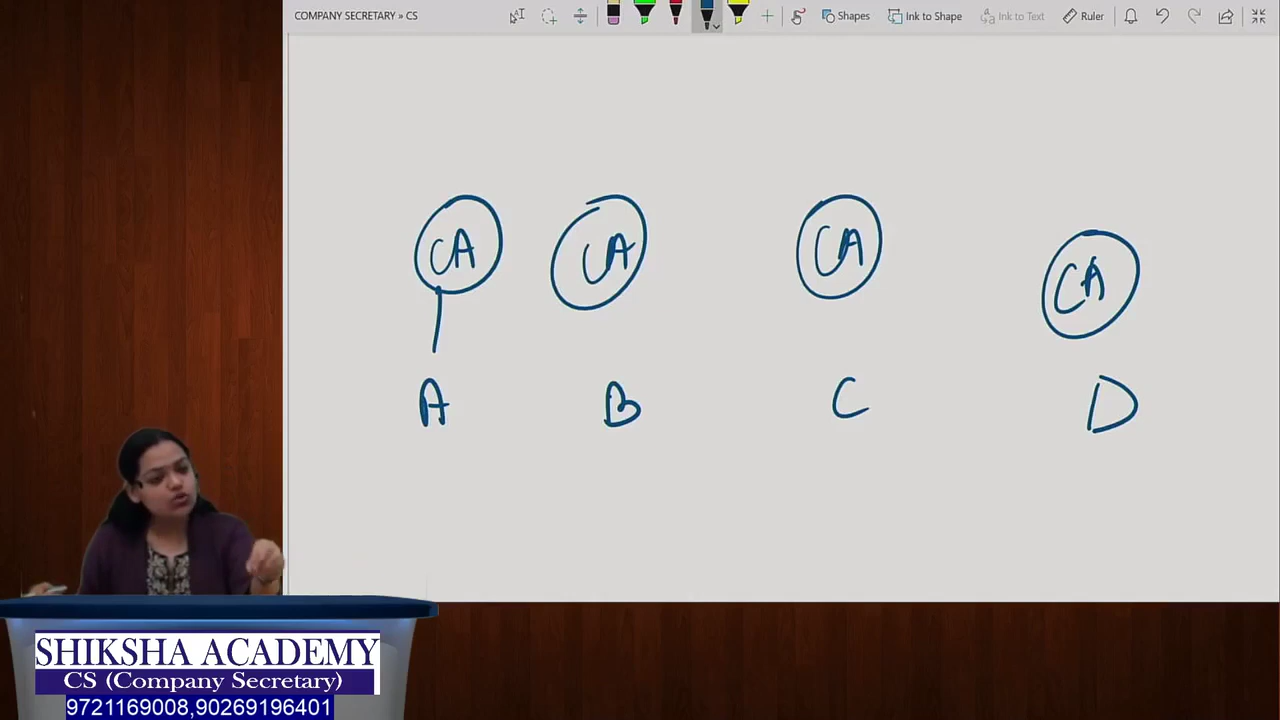 COMPANY SECRETARY » CS
Shapes
Ink to Shape
Ink to Text
Ruler
CA CA CA CA
A B C D
SHIKSHA ACADEMY
CS (Company Secretary)
9721169008,90269196401